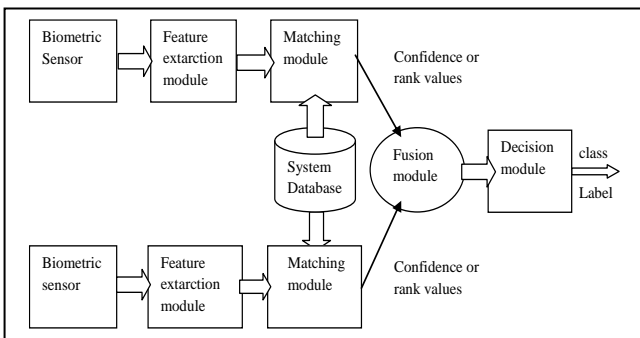 Biometric
Sensor
Feature
extarction
module
Matching
module
Confidence or
rank values
System
Database
Fusion
module
Decision
module
class
Label
Biometric
sensor
Feature
extarction
module
Matching
module
Confidence or
rank values